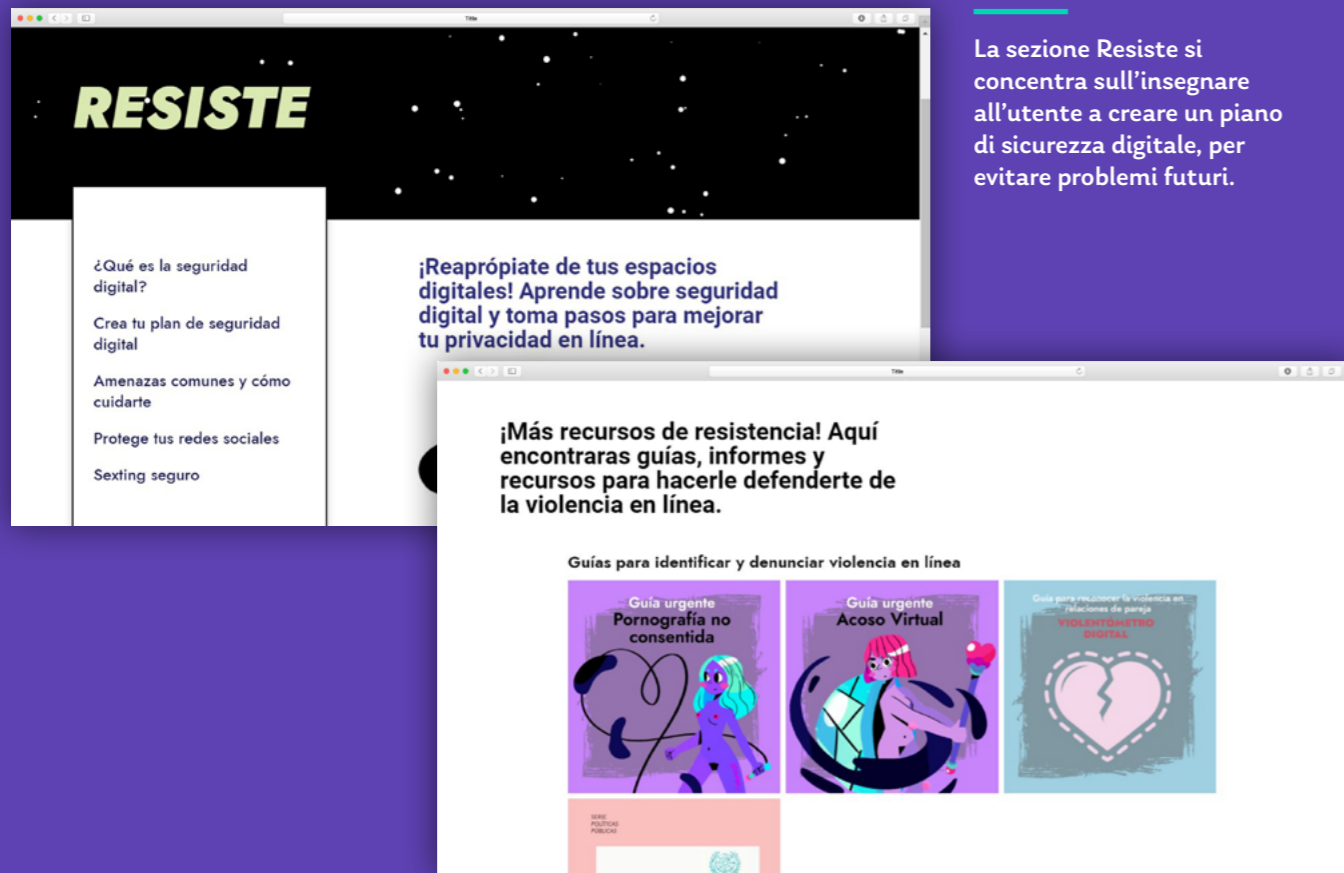 Title
RESISTE
¿Qué es la seguridad
digital?
Crea tu plan de seguridad
digital
Amenazas comunes y cómo
cuidarte
Protege tus redes sociales
Sexting seguro
¡Reaprópiate de tus espacios
digitales! Aprende sobre seguridad
digital y toma pasos para mejorar
tu privacidad en línea.
La sezione Resiste si
concentra sull’insegnare
all’utente a creare un piano
di sicurezza digitale, per
evitare problemi futuri.
Title
¡Más recursos de resistencia! Aquí
encontraras guías, informes y
recursos para hacerle defenderte de
la violencia en línea.
Guías para identificar y denunciar violencia en línea
Guía urgente
Pornografía no
consentida
Guía urgente
Acoso Virtual
Guía para reconocer la violencia en
relaciones de pareja
VIOLENTÓMETRO
DIGITAL
SERIE
POLÍTICAS
PÚBLICAS